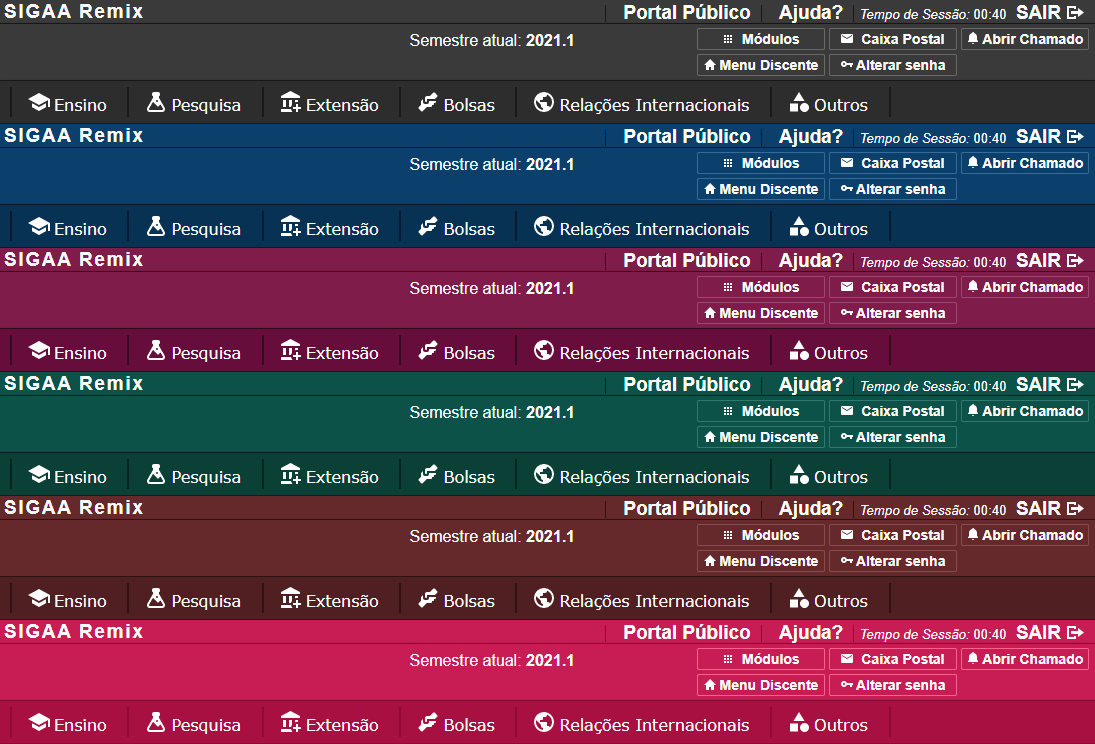 SIGAA Remix Portal Público Ajuda? Tempo de Sessão: 00:40 SAIR
Semestre atual: 2021.1 Módulos Caixa Postal Abrir Chamado
Menu Discente Alterar senha
Ensino Pesquisa Extensão Bolsas Relações Internacionais Outros
SIGAA Remix Portal Público Ajuda? Tempo de Sessão: 00:40 SAIR
Semestre atual: 2021.1 Módulos Caixa Postal Abrir Chamado
Menu Discente Alterar senha
Ensino Pesquisa Extensão Bolsas Relações Internacionais Outros
SIGAA Remix Portal Público Ajuda? Tempo de Sessão: 00:40 SAIR
Semestre atual: 2021.1 Módulos Caixa Postal Abrir Chamado
Menu Discente Alterar senha
Ensino Pesquisa Extensão Bolsas Relações Internacionais Outros
SIGAA Remix Portal Público Ajuda? Tempo de Sessão: 00:40 SAIR
Semestre atual: 2021.1 Módulos Caixa Postal Abrir Chamado
Menu Discente Alterar senha
Ensino Pesquisa Extensão Bolsas Relações Internacionais Outros
SIGAA Remix Portal Público Ajuda? Tempo de Sessão: 00:40 SAIR
Semestre atual: 2021.1 Módulos Caixa Postal Abrir Chamado
Menu Discente Alterar senha
Ensino Pesquisa Extensão Bolsas Relações Internacionais Outros
SIGAA Remix Portal Público Ajuda? Tempo de Sessão: 00:40 SAIR
Semestre atual: 2021.1 Módulos Caixa Postal Abrir Chamado
Menu Discente Alterar senha
Ensino Pesquisa Extensão Bolsas Relações Internacionais Outros